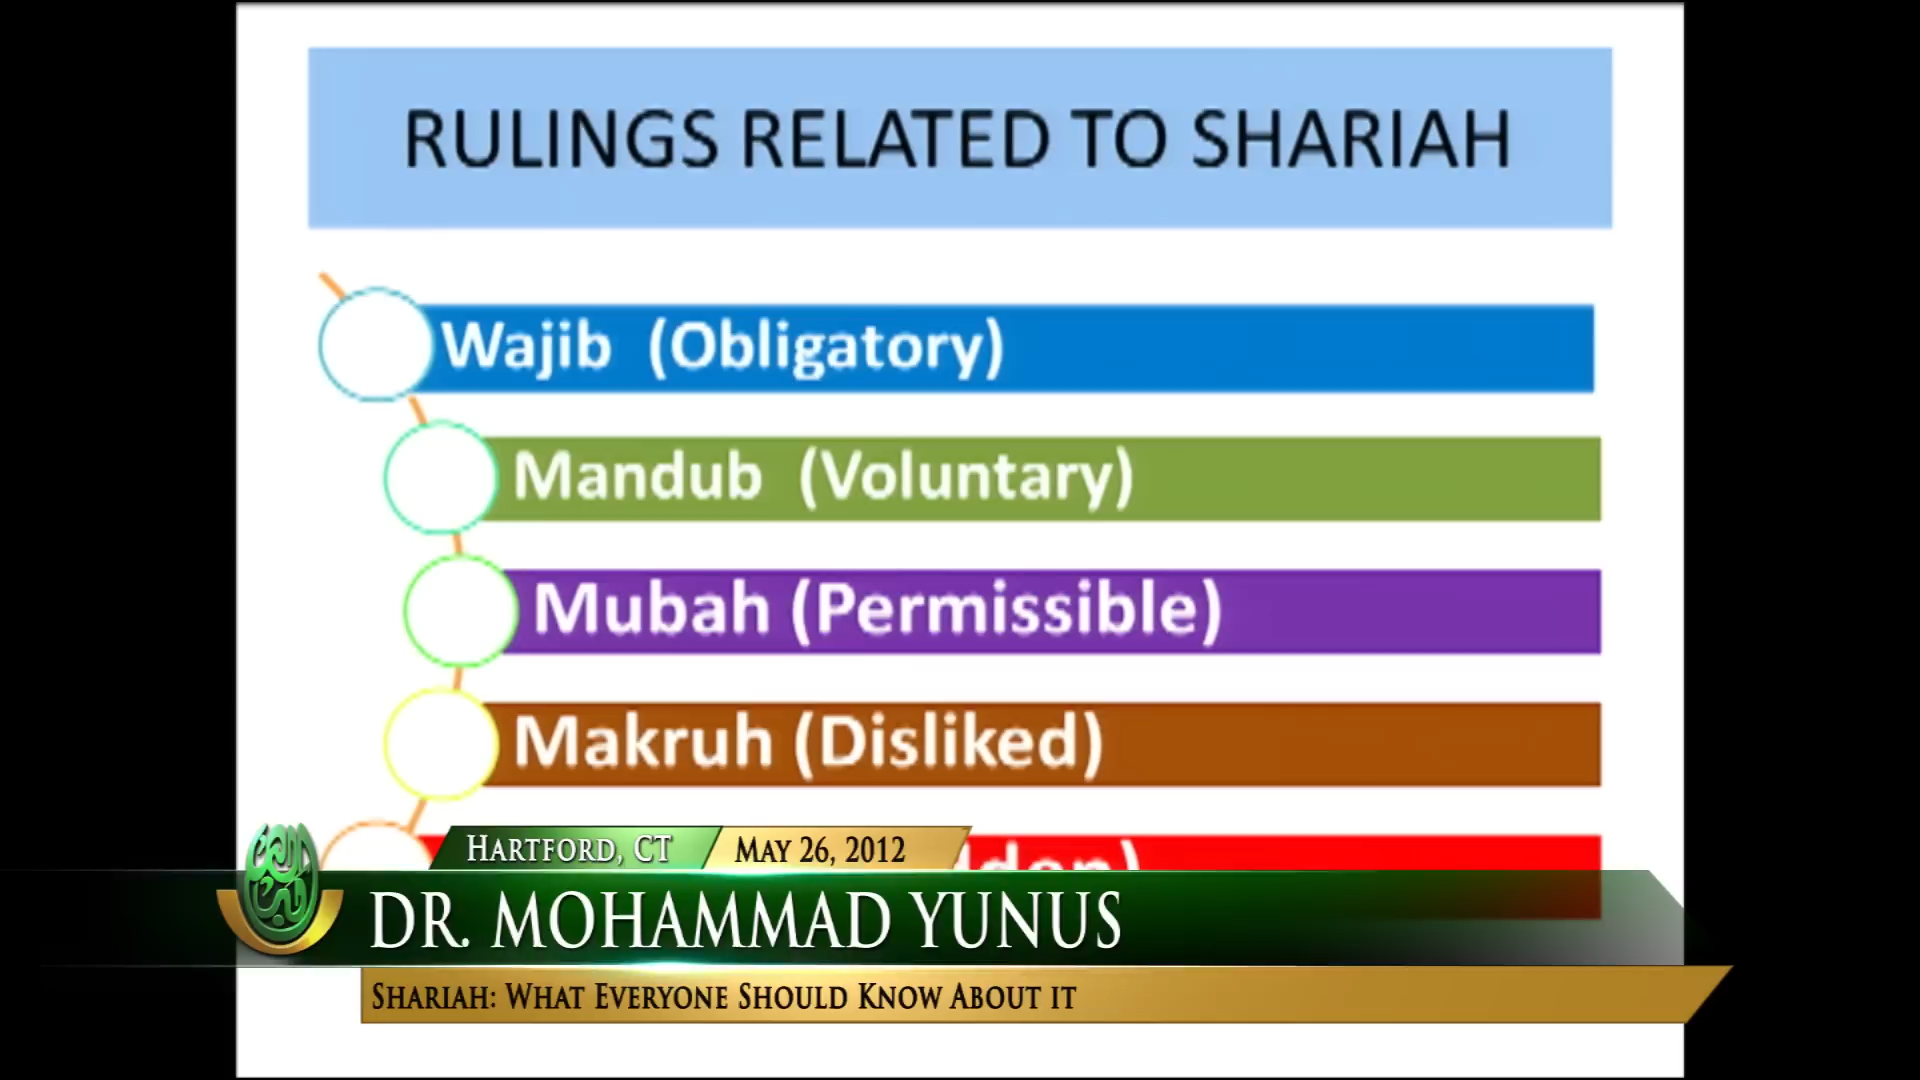 RULINGS RELATED TO SHARIAH
Wajib (Obligatory)
Mandub (Voluntary)
Mubah (Permissible)
Makruh (Disliked)
HARTFORD, CT
MAY 26, 2012
DR. MOHAMMAD YUNUS
SHARIAH: WHAT EVERYONE SHOULD KNOW ABOUT IT